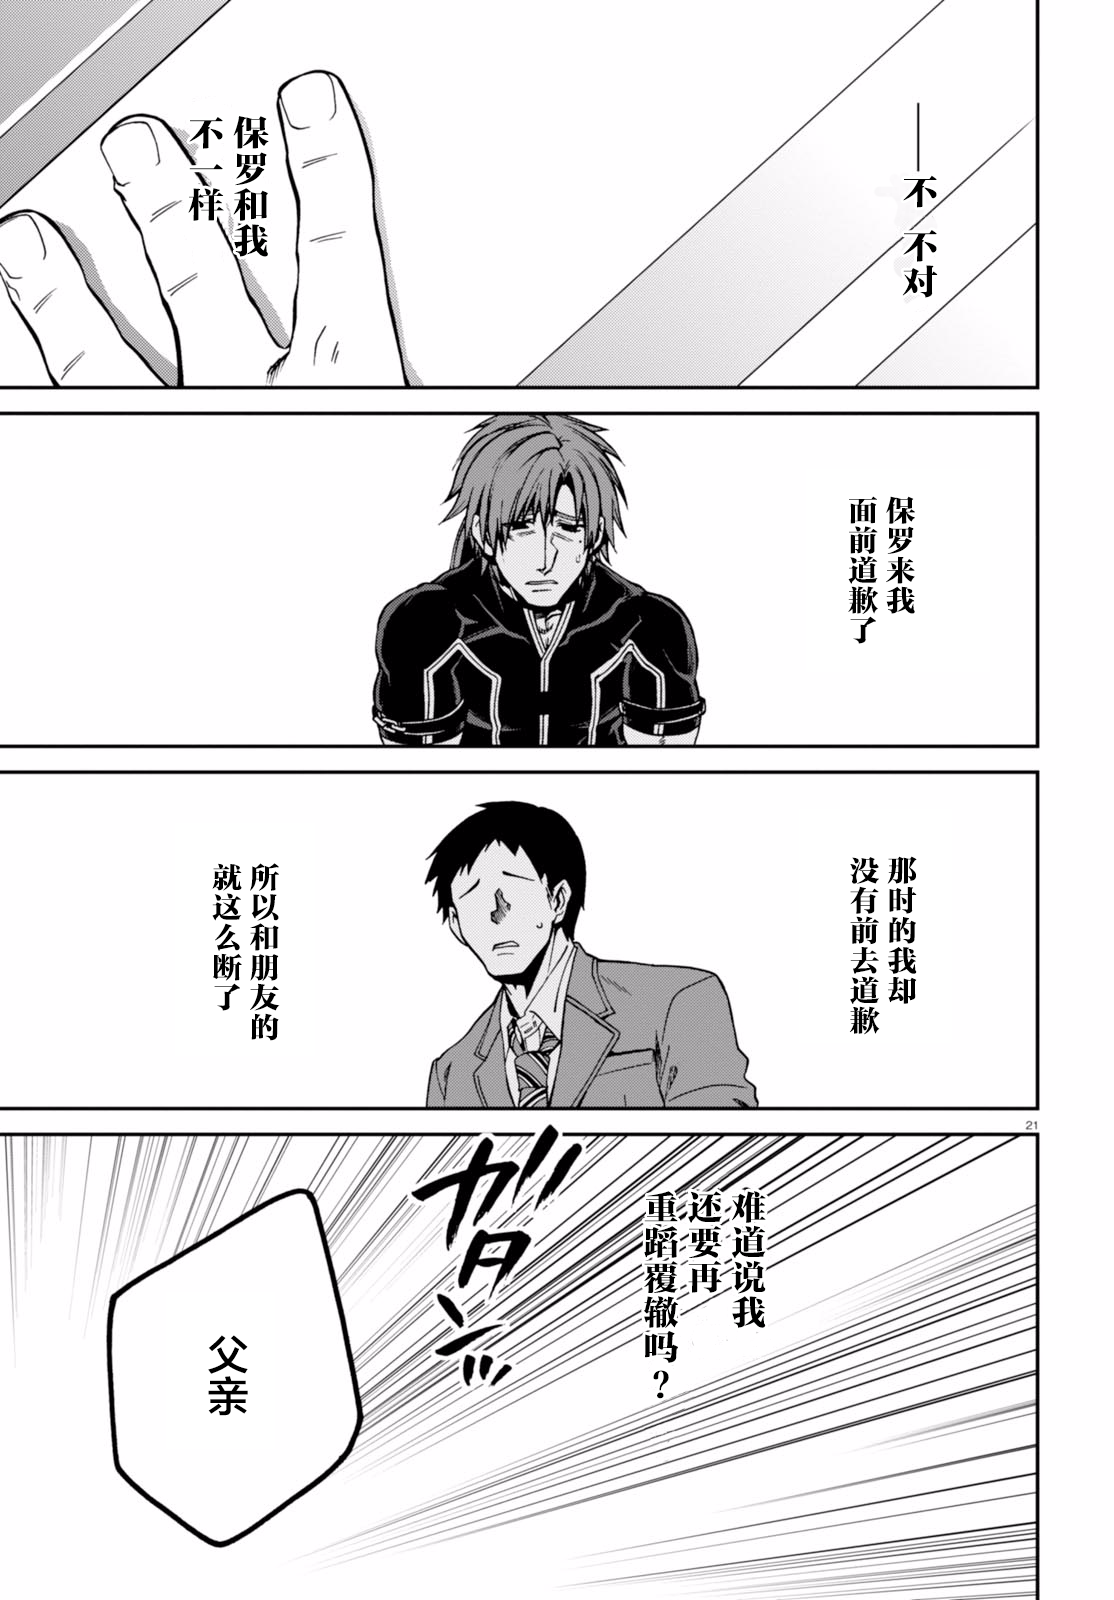 ——不 不对
保罗和我
不一样
保罗来我
面前道歉了
那时的我却
没有前去道歉
所以和朋友的
就这么断了
21
难道说我
还要再
重蹈覆辙吗？
ガタンッ
父亲